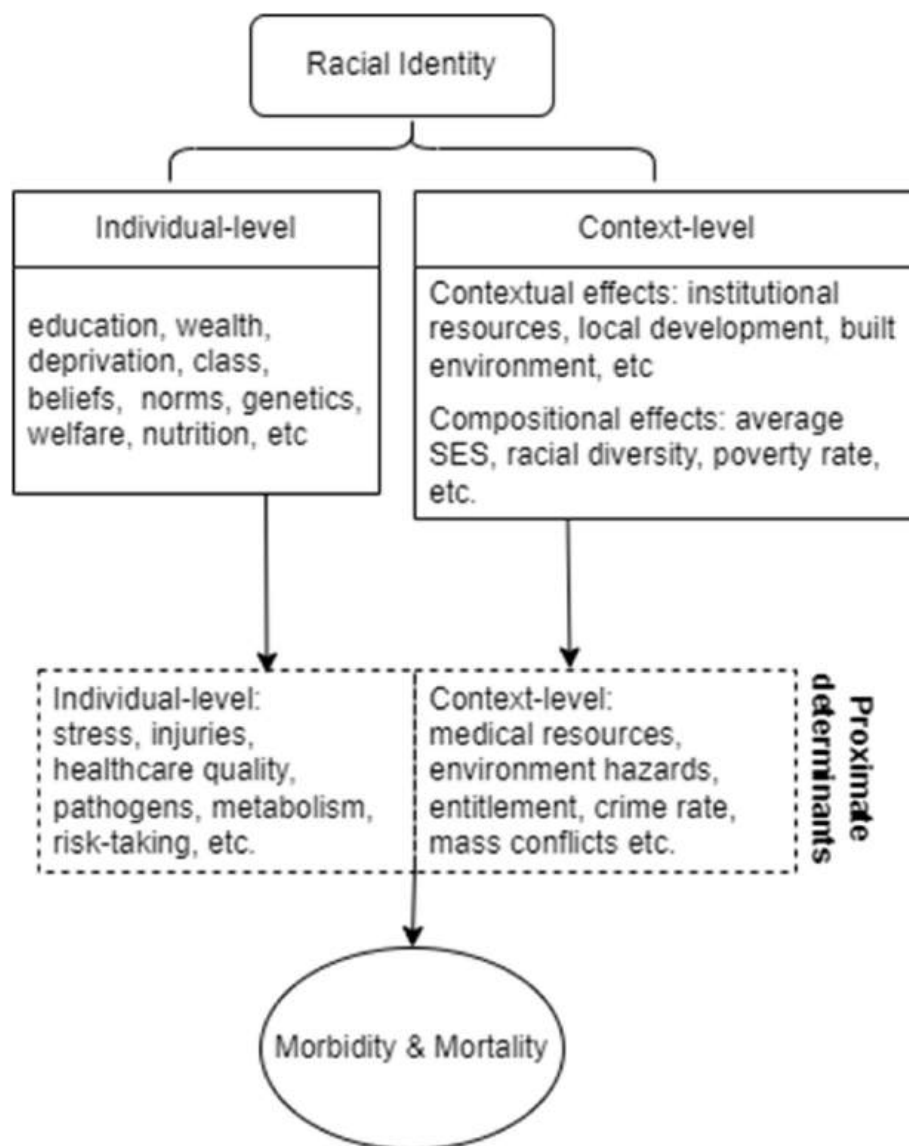 Racial Identity
Individual-level
education, wealth,
deprivation, class,
beliefs, norms, genetics,
welfare, nutrition, etc
Context-level
Contextual effects: institutional
resources, local development, built
environment, etc
Compositional effects: average
SES, racial diversity, poverty rate,
etc.
Individual-level:
stress, injuries,
healthcare quality,
pathogens, metabolism,
risk-taking, etc.
Context-level:
medical resources,
environment hazards,
entitlement, crime rate,
mass conflicts etc.
Proximate
determinants
Morbidity & Mortality